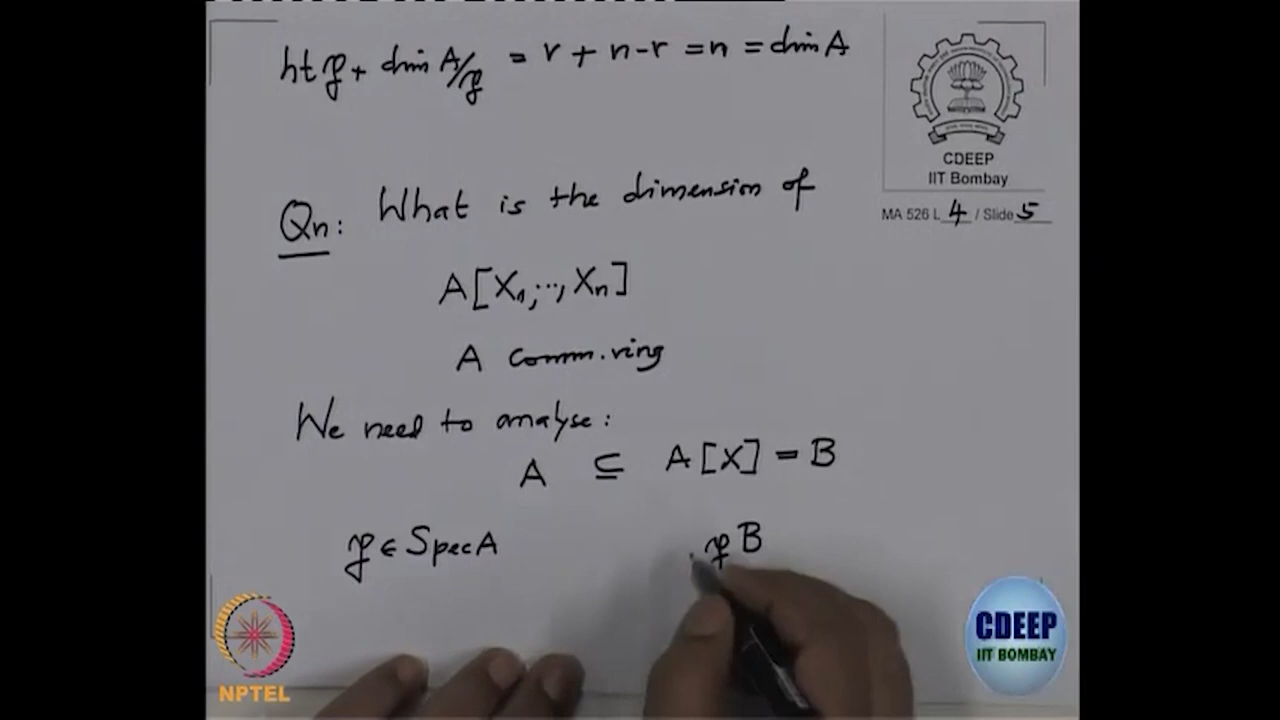 ht 𝔭 + dim A/𝔭 = r + n-r = n = dim A
CDEEP
IIT Bombay
MA 526 L 4 / Slide 5
Qn: What is the dimension of
A[X₁,..,Xₙ]
A comm. ring
We need to analyse:
A ⊆ A[X] = B
𝔭 ∈ Spec A 𝔭B
NPTEL
CDEEP
IIT BOMBAY